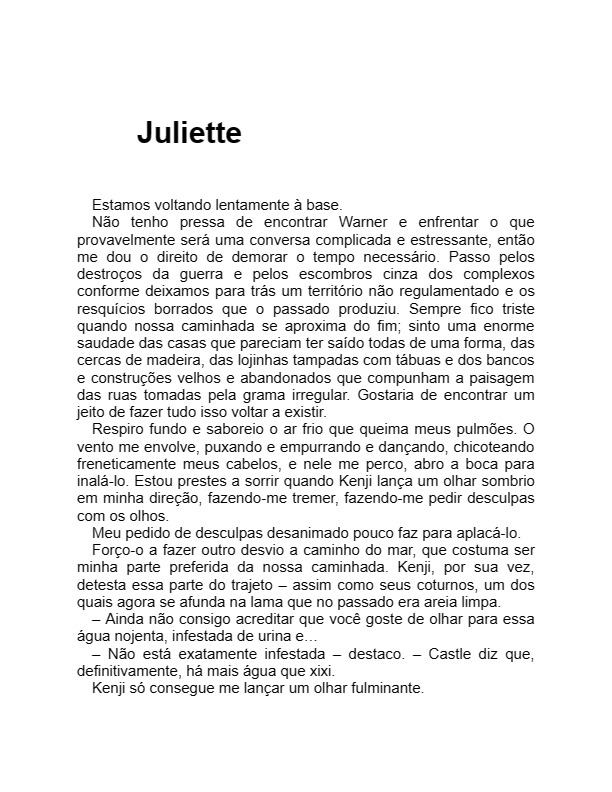 Juliette
Estamos voltando lentamente à base.
Não tenho pressa de encontrar Warner e enfrentar o que
provavelmente será uma conversa complicada e estressante, então
me dou o direito de demorar o tempo necessário. Passo pelos
destroços da guerra e pelos escombros cinza dos complexos
conforme deixamos para trás um território não regulamentado e os
resquícios borrados que o passado produziu. Sempre fico triste
quando nossa caminhada se aproxima do fim; sinto uma enorme
saudade das casas que pareciam ter saído todas de uma forma, das
cercas de madeira, das lojinhas tampadas com tábuas e dos bancos
e construções velhos e abandonados que compunham a paisagem
das ruas tomadas pela grama irregular. Gostaria de encontrar um
jeito de fazer tudo isso voltar a existir.
Respiro fundo e saboreio o ar frio que queima meus pulmões. O
vento me envolve, puxando e empurrando e dançando, chicoteando
freneticamente meus cabelos, e nele me perco, abro a boca para
inalá-lo. Estou prestes a sorrir quando Kenji lança um olhar sombrio
em minha direção, fazendo-me tremer, fazendo-me pedir desculpas
com os olhos.
Meu pedido de desculpas desanimado pouco faz para aplacá-lo.
Forço-o a fazer outro desvio a caminho do mar, que costuma ser
minha parte preferida da nossa caminhada. Kenji, por sua vez,
detesta essa parte do trajeto – assim como seus coturnos, um dos
quais agora se afunda na lama que no passado era areia limpa.
– Ainda não consigo acreditar que você goste de olhar para essa
água nojenta, infestada de urina e…
– Não está exatamente infestada – destaco. – Castle diz que,
definitivamente, há mais água que xixi.
Kenji só consegue me lançar um olhar fulminante.